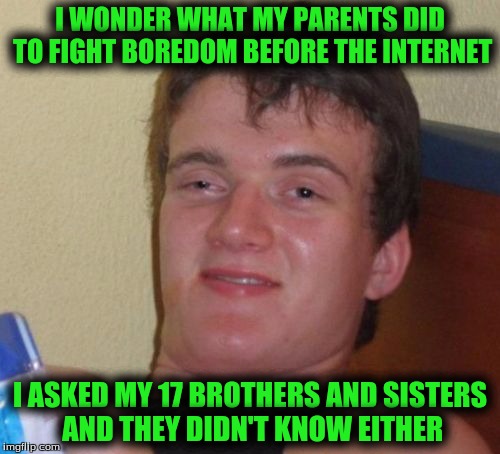 I WONDER WHAT MY PARENTS DID
TO FIGHT BOREDOM BEFORE THE INTERNET
I ASKED MY 17 BROTHERS AND SISTERS
AND THEY DIDN'T KNOW EITHER
imgflip.com